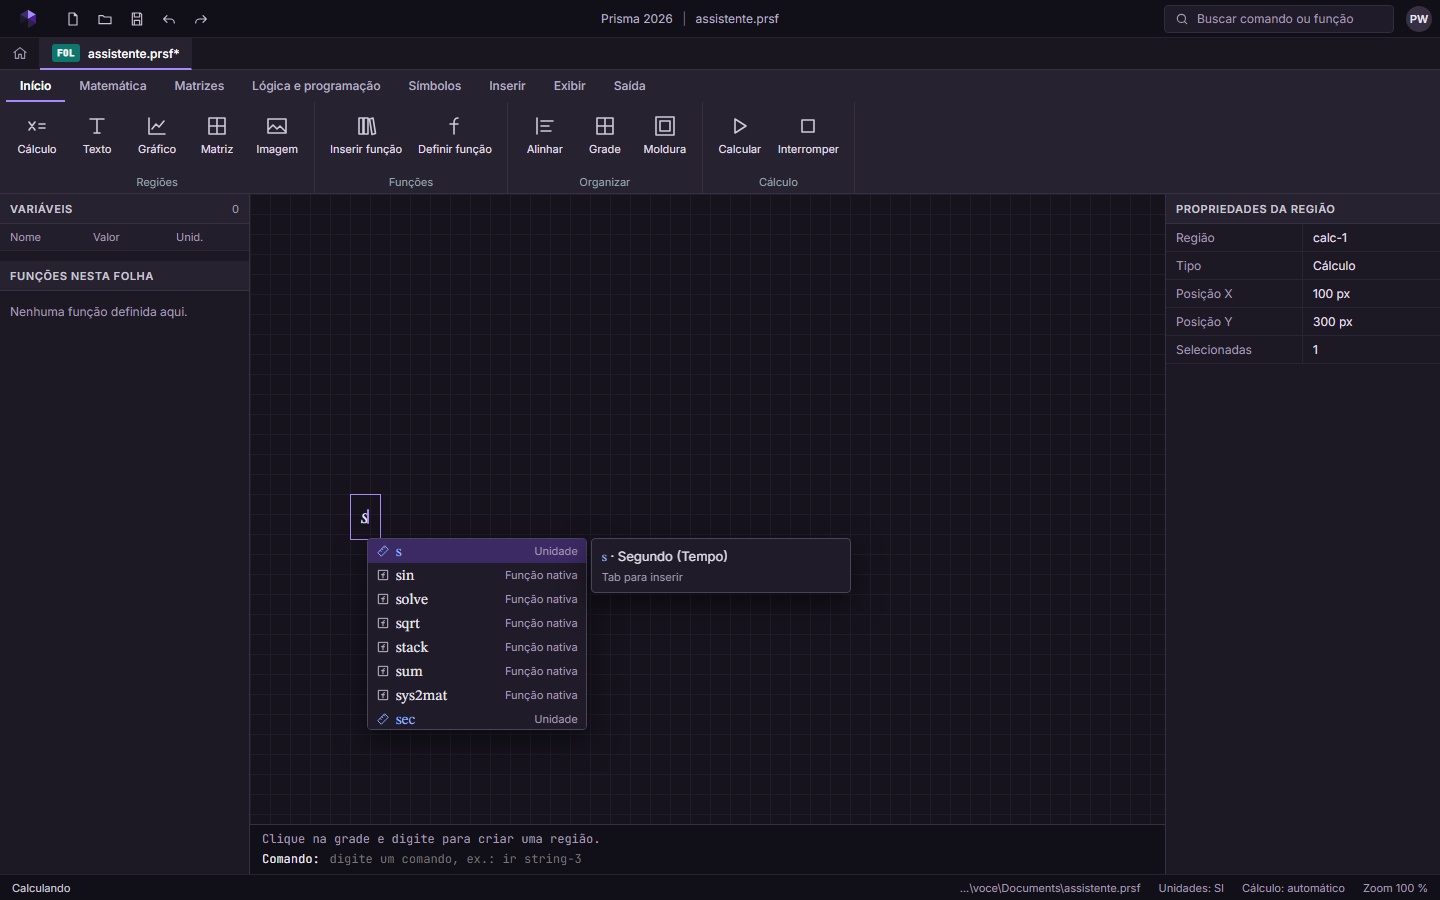 Prisma 2026 | assistente.prsf
Buscar comando ou função
PW
FOL assistente.prsf*
Início Matemática Matrizes Lógica e programação Símbolos Inserir Exibir Saída
Cálculo Texto Gráfico Matriz Imagem Inserir função Definir função Alinhar Grade Moldura Calcular Interromper
Regiões Funções Organizar Cálculo
VARIÁVEIS 0
Nome Valor Unid.
FUNÇÕES NESTA FOLHA
Nenhuma função definida aqui.
s
s Unidade
sin Função nativa
solve Função nativa
sqrt Função nativa
stack Função nativa
sum Função nativa
sys2mat Função nativa
sec Unidade
s · Segundo (Tempo)
Tab para inserir
PROPRIEDADES DA REGIÃO
Região calc-1
Tipo Cálculo
Posição X 100 px
Posição Y 300 px
Selecionadas 1
Clique na grade e digite para criar uma região.
Comando: digite um comando, ex.: ir string-3
Calculando ...\voce\Documents\assistente.prsf Unidades: SI Cálculo: automático Zoom 100 %